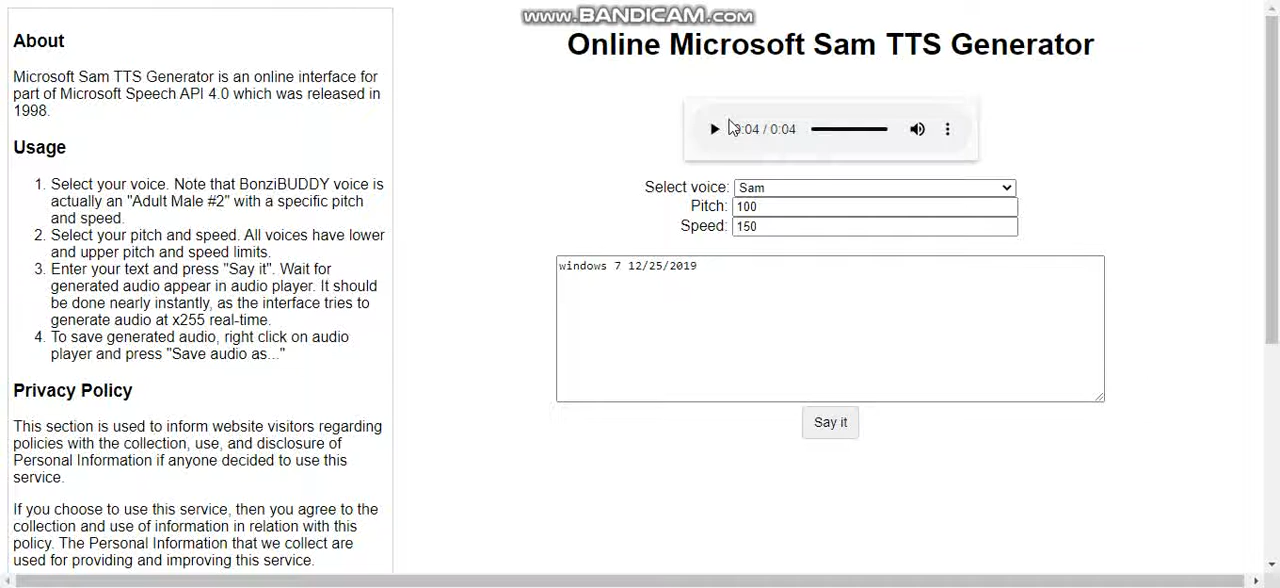 www.BANDICAM.com
About
Microsoft Sam TTS Generator is an online interface for
part of Microsoft Speech API 4.0 which was released in
1998.
Usage
1. Select your voice. Note that BonziBUDDY voice is
actually an "Adult Male #2" with a specific pitch
and speed.
2. Select your pitch and speed. All voices have lower
and upper pitch and speed limits.
3. Enter your text and press "Say it". Wait for
generated audio appear in audio player. It should
be done nearly instantly, as the interface tries to
generate audio at x255 real-time.
4. To save generated audio, right click on audio
player and press "Save audio as..."
Privacy Policy
This section is used to inform website visitors regarding
policies with the collection, use, and disclosure of
Personal Information if anyone decided to use this
service.
If you choose to use this service, then you agree to the
collection and use of information in relation with this
policy. The Personal Information that we collect are
used for providing and improving this service.
Online Microsoft Sam TTS Generator
0:04 / 0:04
Select voice: Sam
Pitch: 100
Speed: 150
windows 7 12/25/2019
Say it